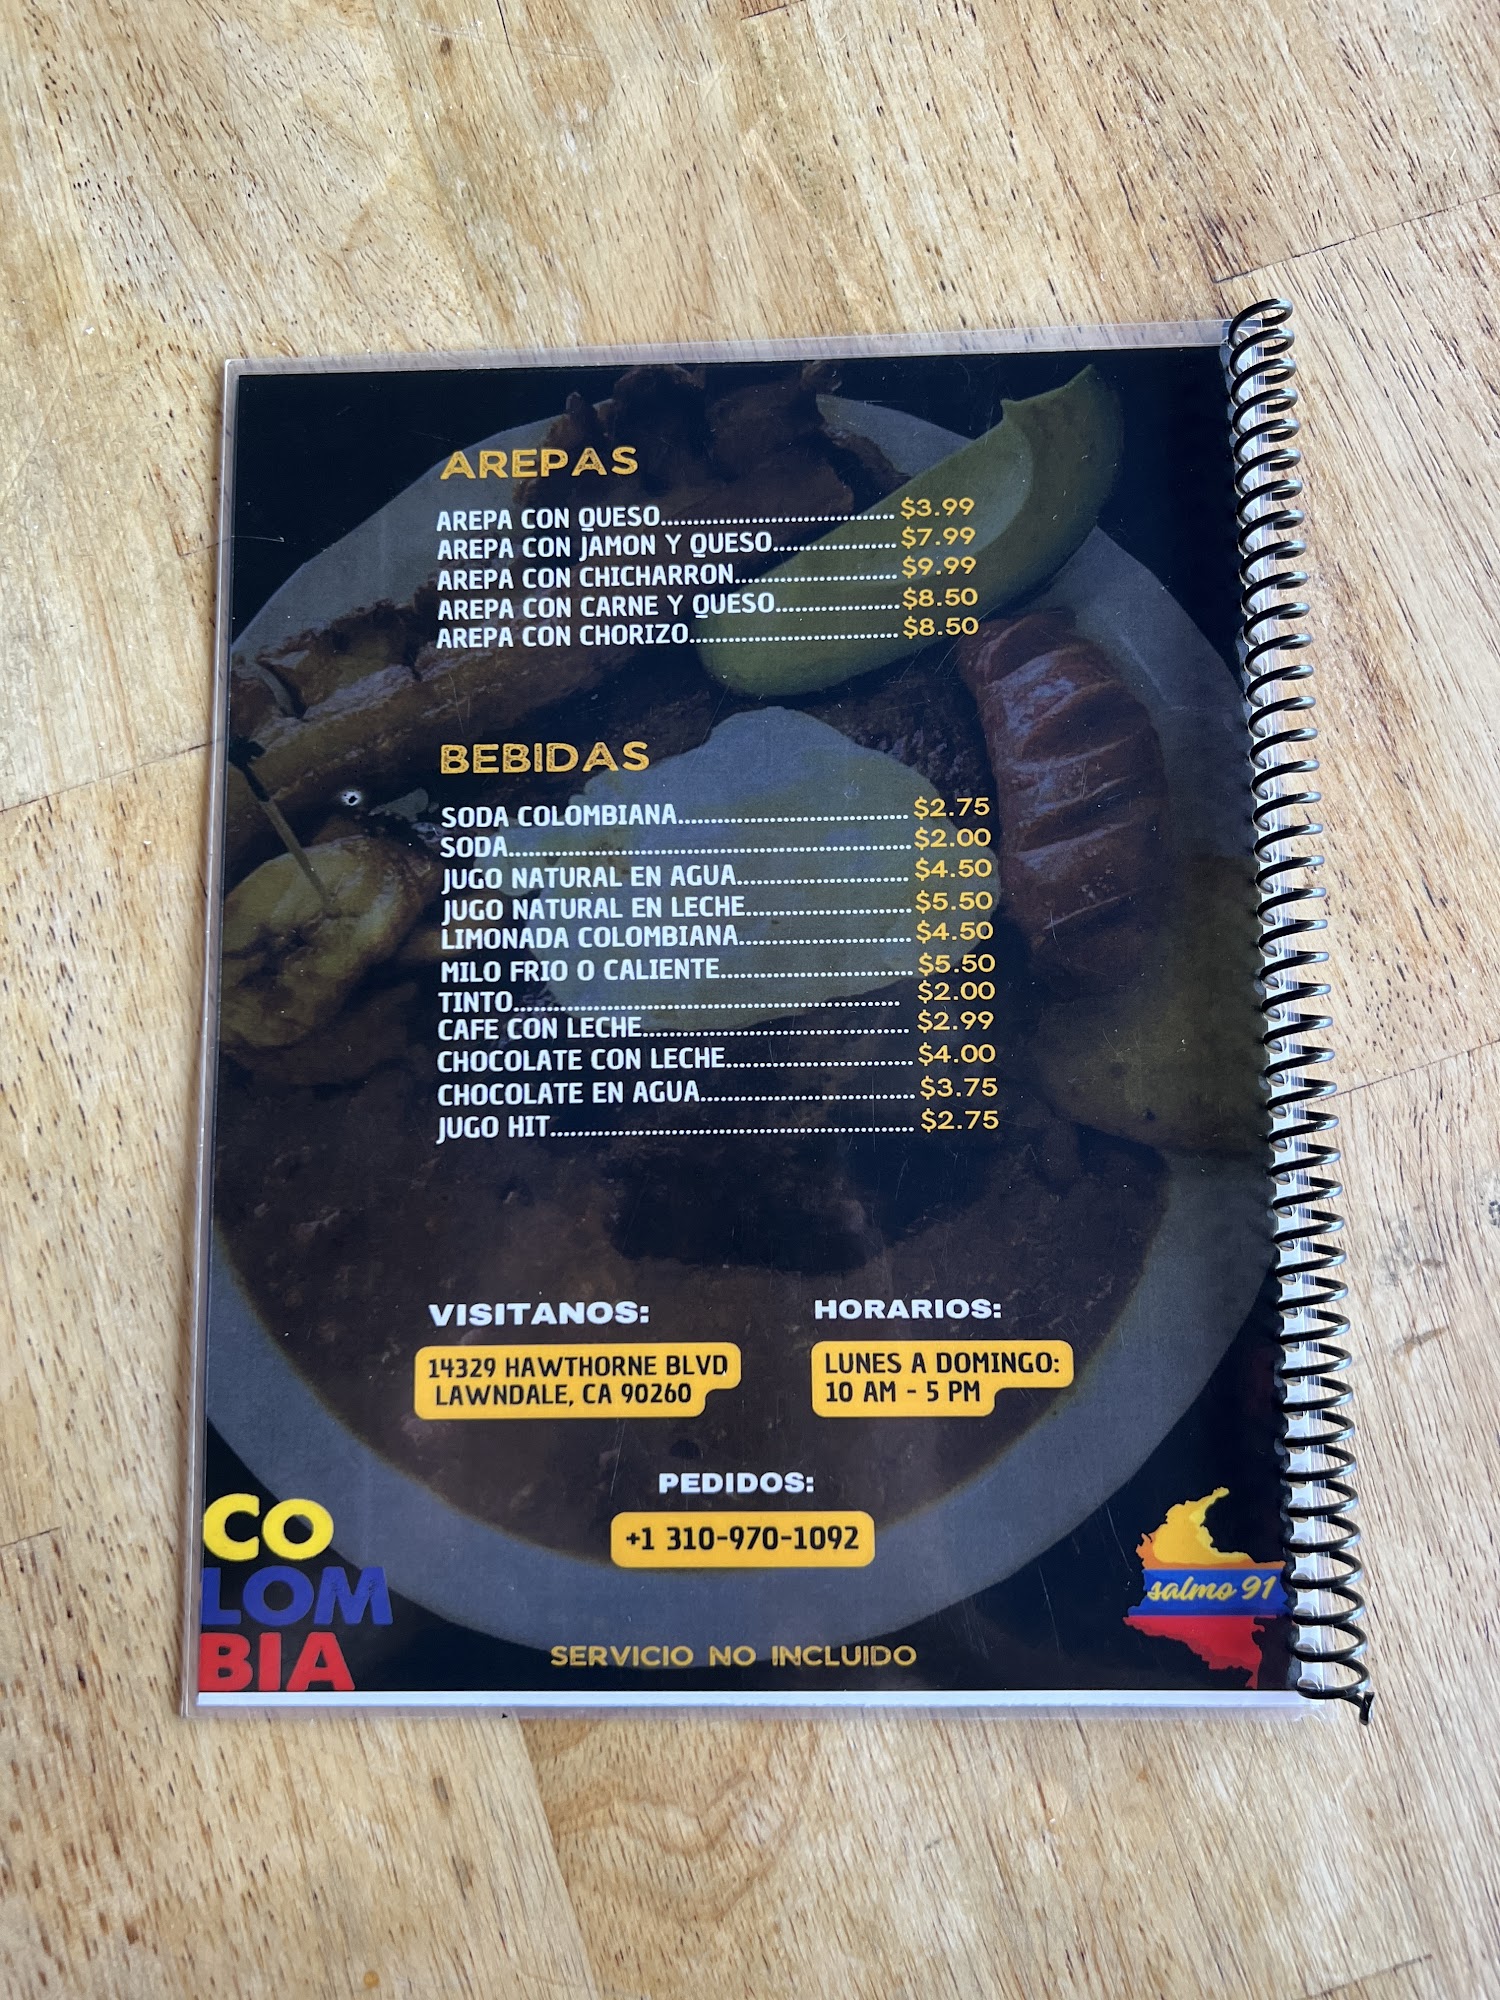 AREPAS
AREPA CON QUESO........................................ $3.99
AREPA CON JAMON Y QUESO................... $7.99
AREPA CON CHICHARRON......................... $9.99
AREPA CON CARNE Y QUESO................... $8.50
AREPA CON CHORIZO................................ $8.50
BEBIDAS
SODA COLOMBIANA................................... $2.75
SODA............................................................. $2.00
JUGO NATURAL EN AGUA.......................... $4.50
JUGO NATURAL EN LECHE......................... $5.50
LIMONADA COLOMBIANA.......................... $4.50
MILO FRIO O CALIENTE............................. $5.50
TINTO........................................................... $2.00
CAFE CON LECHE........................................ $2.99
CHOCOLATE CON LECHE............................ $4.00
CHOCOLATE EN AGUA................................ $3.75
JUGO HIT....................................................... $2.75
VISITANOS:
14329 HAWTHORNE BLVD
LAWNDALE, CA 90260
HORARIOS:
LUNES A DOMINGO:
10 AM - 5 PM
PEDIDOS:
+1 310-970-1092
CO
LOM
BIA
salmo 91
SERVICIO NO INCLUIDO